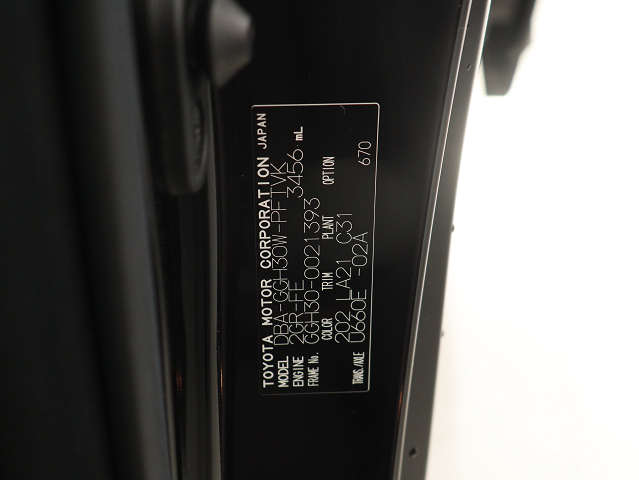 TOYOTA MOTOR CORPORATION JAPAN
MODEL DBA-GGH30W-PFTVK
ENGINE 2GR-FE 3456 mL
FRAME No. GGH30-0021393
COLOR TRIM PLANT OPTION
202 LA21 C31 670
TRANS./AXLE U660E -02A